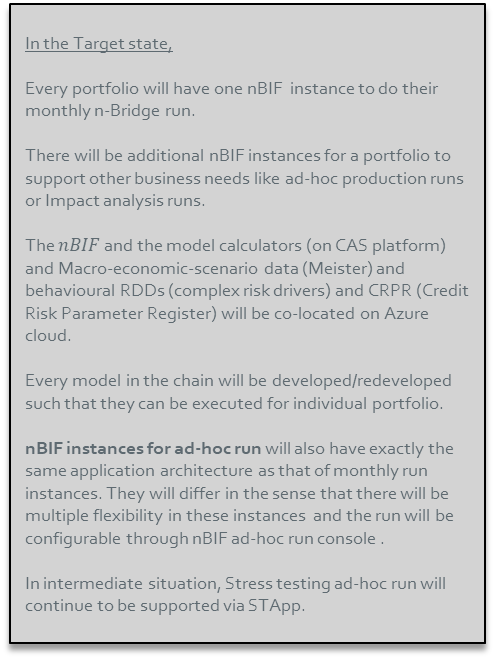 In the Target state,
Every portfolio will have one nBIF instance to do their
monthly n-Bridge run.
There will be additional nBIF instances for a portfolio to
support other business needs like ad-hoc production runs
or Impact analysis runs.
The nBIF and the model calculators (on CAS platform)
and Macro-economic-scenario data (Meister) and
behavioural RDDs (complex risk drivers) and CRPR (Credit
Risk Parameter Register) will be co-located on Azure
cloud.
Every model in the chain will be developed/redeveloped
such that they can be executed for individual portfolio.
nBIF instances for ad-hoc run will also have exactly the
same application architecture as that of monthly run
instances. They will differ in the sense that there will be
multiple flexibility in these instances and the run will be
configurable through nBIF ad-hoc run console .
In intermediate situation, Stress testing ad-hoc run will
continue to be supported via STApp.